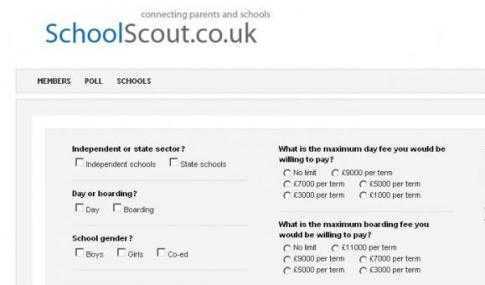 connecting parents and schools
SchoolScout.co.uk
MEMBERS POLL SCHOOLS
Independent or state sector?
Independent schools State schools
Day or boarding?
Day Boarding
School gender?
Boys Girls Co-ed
What is the maximum day fee you would be
willing to pay?
No limit £9000 per term
£7000 per term £5000 per term
£3000 per term £1000 per term
What is the maximum boarding fee you
would be willing to pay?
No limit £11000 per term
£9000 per term £7000 per term
£5000 per term £3000 per term